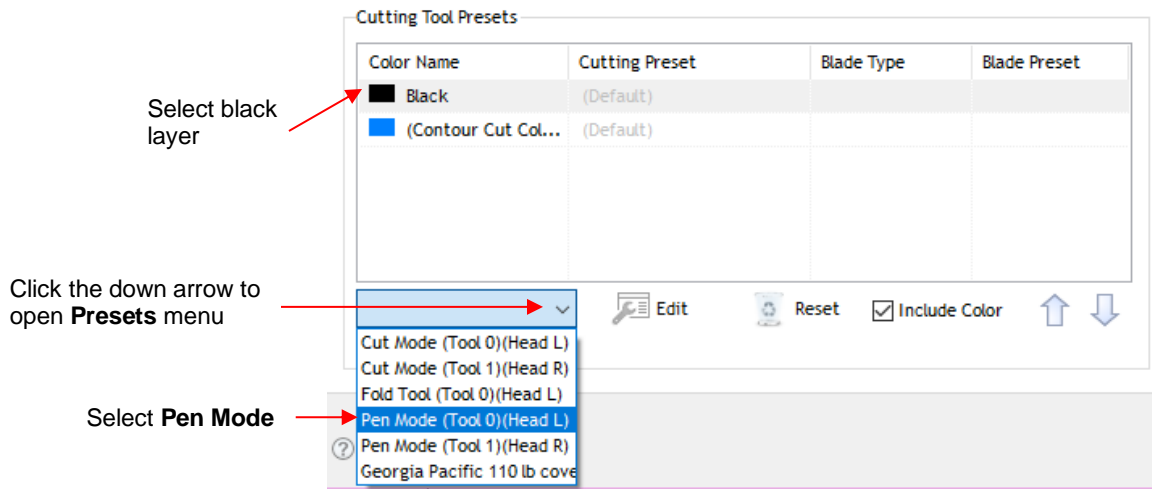 Cutting Tool Presets
Color Name Cutting Preset Blade Type Blade Preset
Black (Default)
(Contour Cut Col... (Default)
Select black
layer
Click the down arrow to
open Presets menu
Edit Reset Include Color
Cut Mode (Tool 0)(Head L)
Cut Mode (Tool 1)(Head R)
Fold Tool (Tool 0)(Head L)
Select Pen Mode
Pen Mode (Tool 0)(Head L)
? Pen Mode (Tool 1)(Head R)
Georgia Pacific 110 lb cove